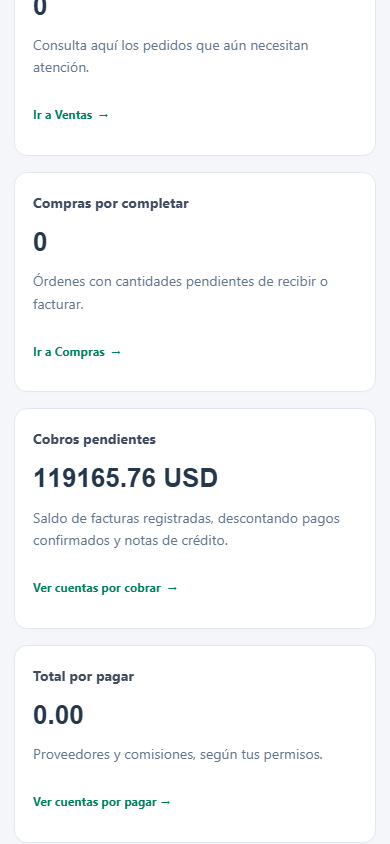 0
Consulta aquí los pedidos que aún necesitan
atención.
Ir a Ventas →
Compras por completar
0
Órdenes con cantidades pendientes de recibir o
facturar.
Ir a Compras →
Cobros pendientes
119165.76 USD
Saldo de facturas registradas, descontando pagos
confirmados y notas de crédito.
Ver cuentas por cobrar →
Total por pagar
0.00
Proveedores y comisiones, según tus permisos.
Ver cuentas por pagar →